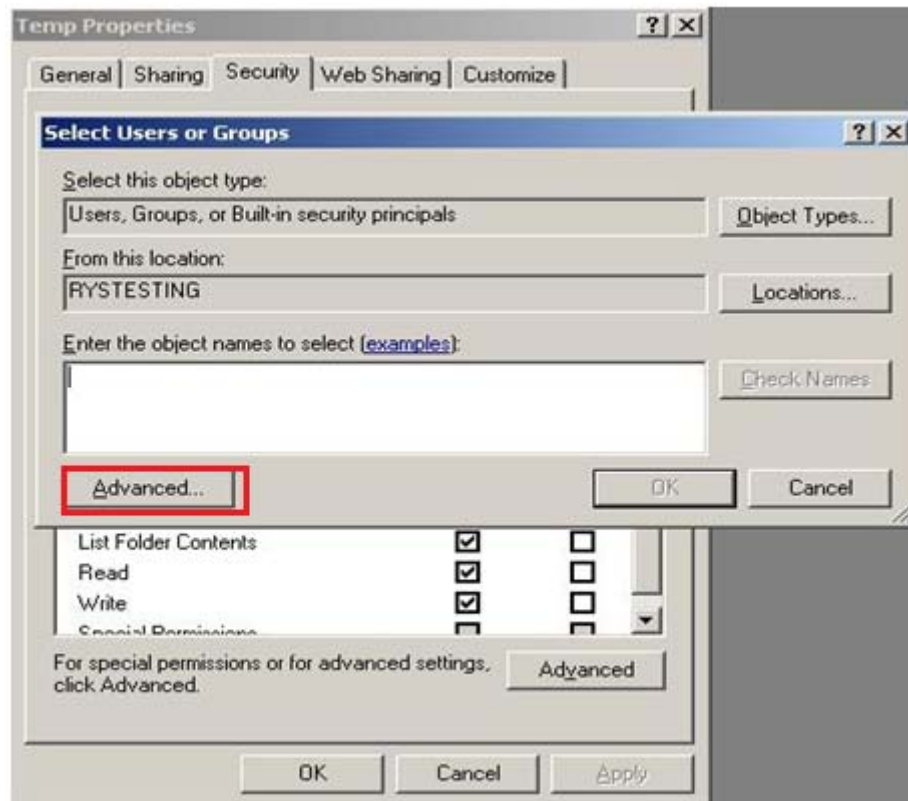 Temp Properties
General Sharing Security Web Sharing Customize
Select Users or Groups
Select this object type:
Users, Groups, or Built-in security principals
Object Types...
From this location:
RYSTESTING
Locations...
Enter the object names to select (examples):
Check Names
Advanced...
OK
Cancel
List Folder Contents
Read
Write
Special Permissions
For special permissions or for advanced settings,
click Advanced.
Advanced
OK
Cancel
Apply